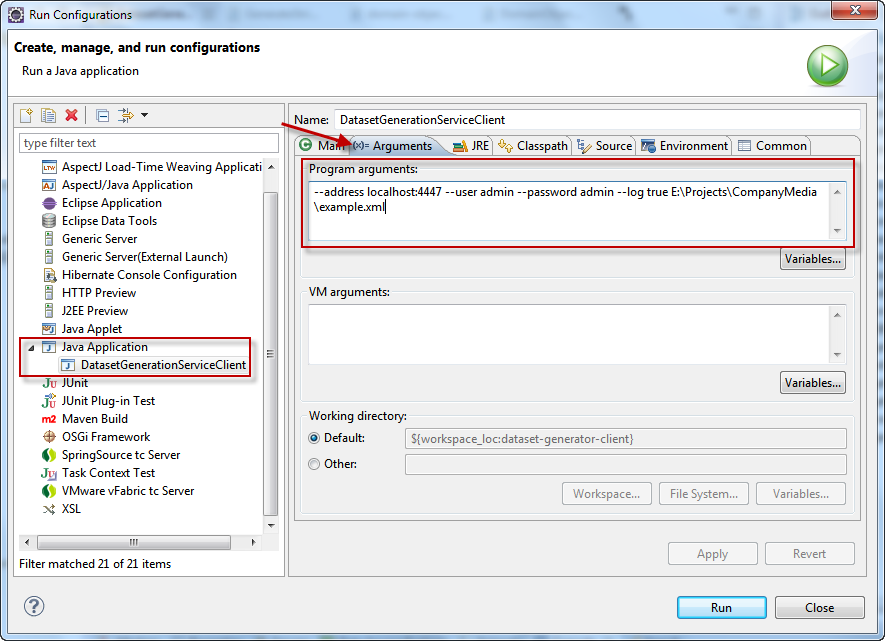 Run Configurations
Create, manage, and run configurations
Run a Java application
type filter text
AspectJ Load-Time Weaving Applicati
AspectJ/Java Application
Eclipse Application
Eclipse Data Tools
Generic Server
Generic Server(External Launch)
Hibernate Console Configuration
HTTP Preview
J2EE Preview
Java Applet
Java Application
DatasetGenerationServiceClient
JUnit
JUnit Plug-in Test
Maven Build
OSGi Framework
SpringSource tc Server
Task Context Test
VMware vFabric tc Server
XSL
Filter matched 21 of 21 items
Name: DatasetGenerationServiceClient
Main (x)= Arguments JRE Classpath Source Environment Common
Program arguments:
--address localhost:4447 --user admin --password admin --log true E:\Projects\CompanyMedia
\example.xml
Variables...
VM arguments:
Variables...
Working directory:
Default: ${workspace_loc:dataset-generator-client}
Other:
Workspace... File System... Variables...
Apply Revert
Run Close